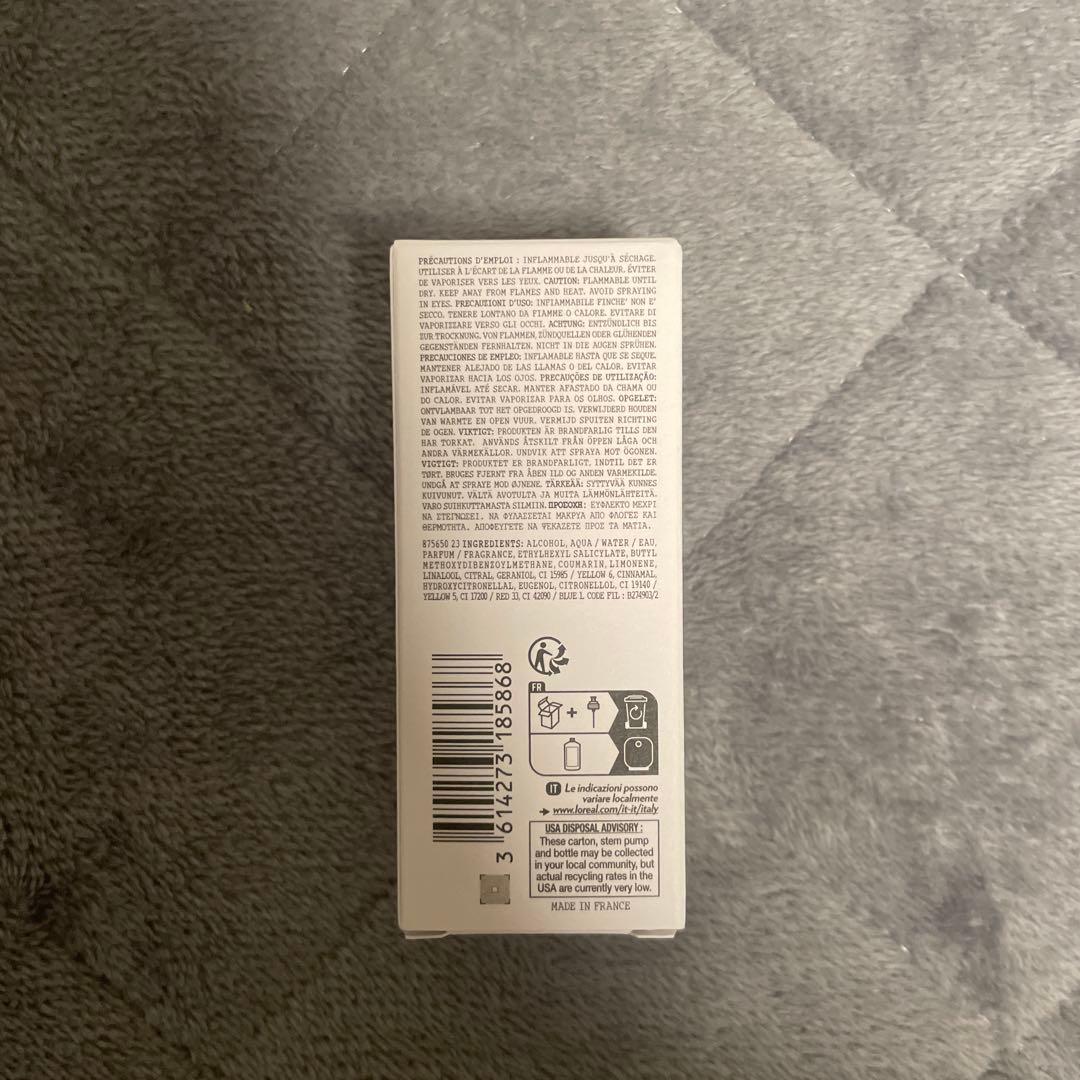 PRÉCAUTIONS D'EMPLOI : INFLAMMABLE JUSQU'À SÉCHAGE.
UTILISER À L'ÉCART DE LA FLAMME OU DE LA CHALEUR. ÉVITER
DE VAPORISER VERS LES YEUX. CAUTION: FLAMMABLE UNTIL
DRY. KEEP AWAY FROM FLAMES AND HEAT. AVOID SPRAYING
IN EYES. PRECAUZIONI D'USO: INFIAMMABILE FINCHE' NON E'
SECCO. TENERE LONTANO DA FIAMME O CALORE. EVITARE DI
VAPORIZZARE VERSO GLI OCCHI. ACHTUNG: ENTZÜNDLICH BIS
ZUR TROCKNUNG. VON FLAMMEN, ZÜNDQUELLEN ODER GLÜHENDEN
GEGENSTÄNDEN FERNHALTEN. NICHT IN DIE AUGEN SPRÜHEN.
PRECAUCIONES DE EMPLEO: INFLAMABLE HASTA QUE SE SEQUE.
MANTENER ALEJADO DE LAS LLAMAS O DEL CALOR. EVITAR
VAPORIZAR HACIA LOS OJOS. PRECAUÇÕES DE UTILIZAÇÃO:
INFLAMÁVEL ATÉ SECAR. MANTER AFASTADO DA CHAMA OU
DO CALOR. EVITAR VAPORIZAR PARA OS OLHOS. OPGELET:
ONTVLAMBAAR TOT HET OPGEDROOGD IS. VERWIJDERD HOUDEN
VAN WARMTE EN OPEN VUUR. VERMIJD SPUITEN RICHTING
DE OGEN. VIKTIGT: PRODUKTEN ÄR BRANDFARLIG TILLS DEN
HAR TORKAT. ANVÄNDS ÅTSKILT FRÅN ÖPPEN LÅGA OCH
ANDRA VÄRMEKÄLLOR. UNDVIK ATT SPRAYA MOT ÖGONEN.
VIGTIGT: PRODUKTET ER BRANDFARLIGT, INDTIL DET ER
TØRT. BRUGES FJERNT FRA ÅBEN ILD OG ANDEN VARMEKILDE.
UNDGÅ AT SPRAYE MOD ØJNENE. TÄRKEÄÄ: SYTTYVÄÄ KUNNES
KUIVUNUT. VÄLTÄ AVOTULTA JA MUITA LÄMMÖNLÄHTEITÄ.
VARO SUIHKUTTAMASTA SILMIIN. ΠΡΟΣΟΧΗ: ΕΥΦΛΕΚΤΟ ΜΕΧΡΙ
ΝΑ ΣΤΕΓΝΩΣΕΙ. ΝΑ ΦΥΛΑΣΣΕΤΑΙ ΜΑΚΡΥΑ ΑΠΟ ΦΛΟΓΕΣ ΚΑΙ
ΘΕΡΜΟΤΗΤΑ. ΑΠΟΦΕΥΓΕΤΕ ΝΑ ΨΕΚΑΖΕΤΕ ΠΡΟΣ ΤΑ ΜΑΤΙΑ.
875650 23 INGREDIENTS: ALCOHOL, AQUA / WATER / EAU,
PARFUM / FRAGRANCE, ETHYLHEXYL SALICYLATE, BUTYL
METHOXYDIBENZOYLMETHANE, COUMARIN, LIMONENE,
LINALOOL, CITRAL, GERANIOL, CI 15985 / YELLOW 6, CINNAMAL,
HYDROXYCITRONELLAL, EUGENOL, CITRONELLOL, CI 19140 /
YELLOW 5, CI 17200 / RED 33, CI 42090 / BLUE 1. CODE FIL : B274903/2
3 614273 185868
FR
+
IT Le indicazioni possono
variare localmente
www.loreal.com/it-it/italy
USA DISPOSAL ADVISORY :
These carton, stem pump
and bottle may be collected
in your local community, but
actual recycling rates in the
USA are currently very low.
MADE IN FRANCE